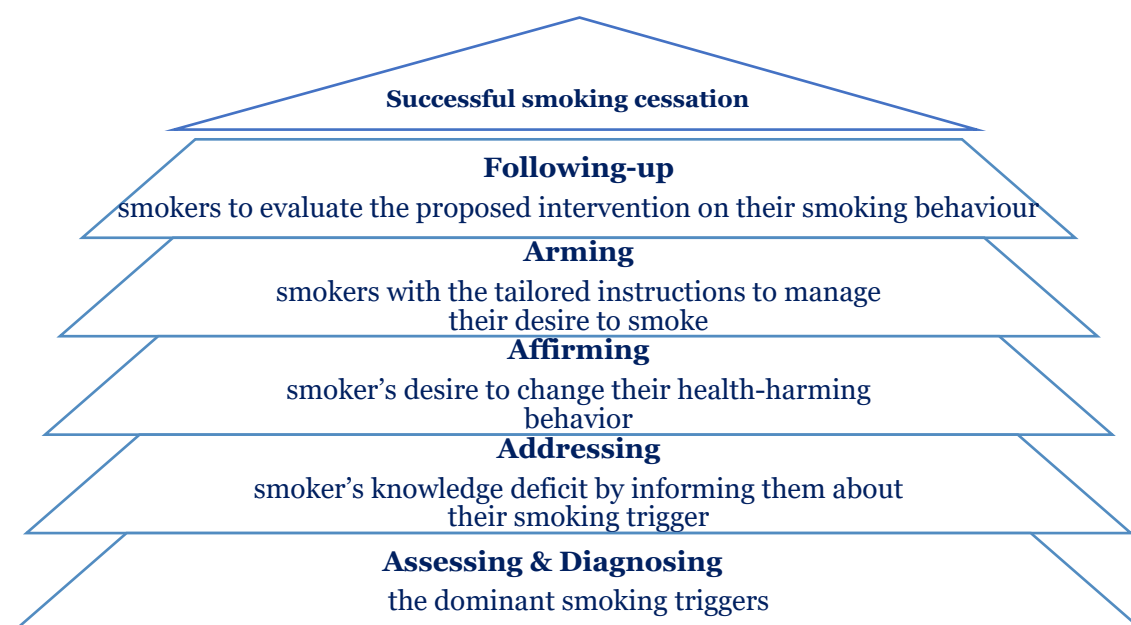 Successful smoking cessation
Following-up
smokers to evaluate the proposed intervention on their smoking behaviour
Arming
smokers with the tailored instructions to manage
their desire to smoke
Affirming
smoker’s desire to change their health-harming
behavior
Addressing
smoker’s knowledge deficit by informing them about
their smoking trigger
Assessing & Diagnosing
the dominant smoking triggers